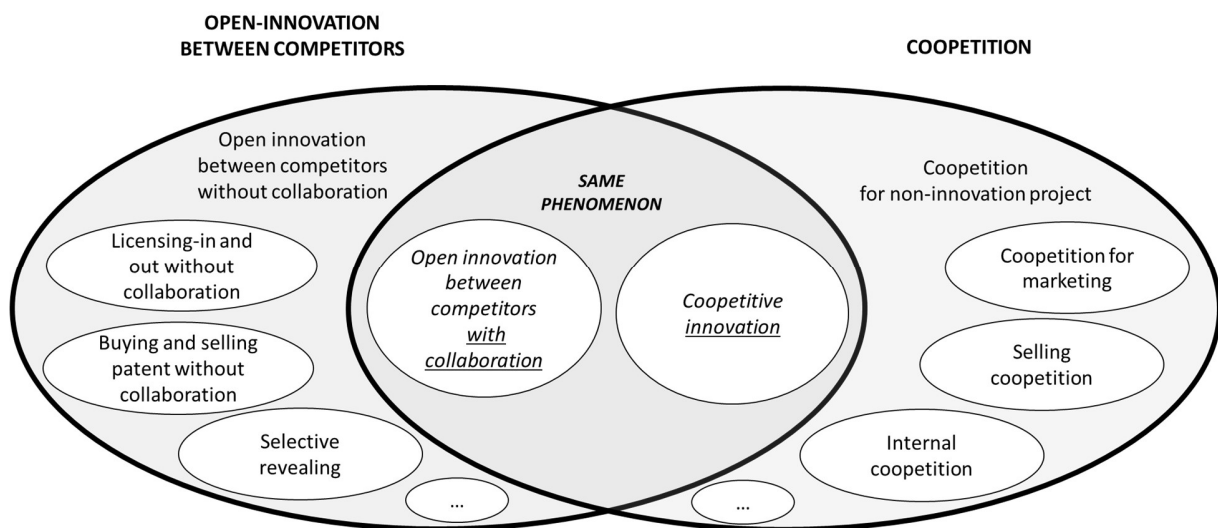 OPEN-INNOVATION
BETWEEN COMPETITORS
COOPETITION
Open innovation
between competitors
without collaboration
Licensing-in and
out without
collaboration
Buying and selling
patent without
collaboration
Selective
revealing
...
SAME
PHENOMENON
Open innovation
between
competitors
with
collaboration
Coopetitive
innovation
Coopetition
for non-innovation project
Coopetition for
marketing
Selling
coopetition
Internal
coopetition
...